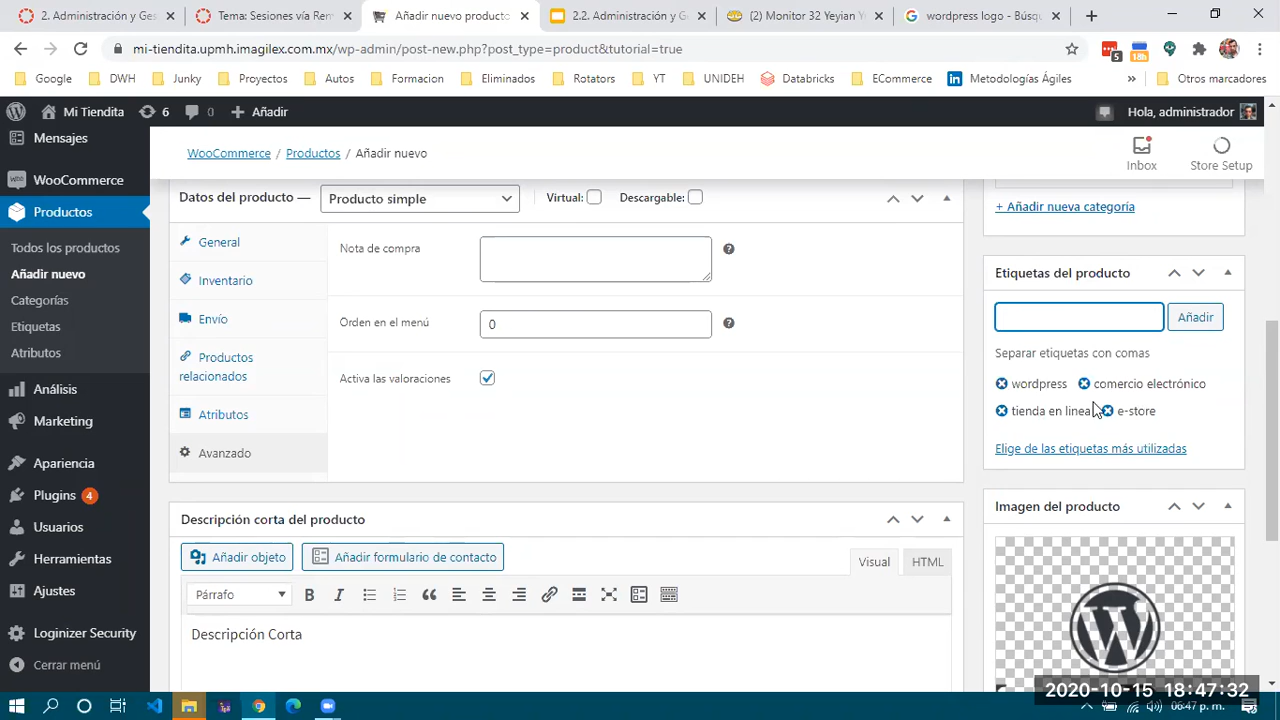 2. Administración y Ges
Tema: Sesiones vía Rem
Añadir nuevo producto
2.2. Administración y G
(2) Monitor 32 Yeyian Y
wordpress logo - Búsqu
mi-tiendita.upmh.imagilex.com.mx/wp-admin/post-new.php?post_type=product&tutorial=true
5
18h
Google
DWH
Junky
Proyectos
Autos
Formacion
Eliminados
Rotators
YT
UNIDEH
Databricks
ECommerce
Metodologías Ágiles
»
Otros marcadores
Mi Tiendita
6
0
Añadir
Hola, administrador
Mensajes
WooCommerce
Productos
Todos los productos
Añadir nuevo
Categorías
Etiquetas
Atributos
Análisis
Marketing
Apariencia
Plugins 4
Usuarios
Herramientas
Ajustes
Loginizer Security
Cerrar menú
WooCommerce / Productos / Añadir nuevo
Inbox
Store Setup
Datos del producto —
Producto simple
Virtual:
Descargable:
General
Inventario
Envío
Productos
relacionados
Atributos
Avanzado
Nota de compra
Orden en el menú
0
Activa las valoraciones
Descripción corta del producto
Añadir objeto
Añadir formulario de contacto
Visual
HTML
Párrafo
B I
Descripción Corta
+ Añadir nueva categoría
Etiquetas del producto
Añadir
Separar etiquetas con comas
wordpress
comercio electrónico
tienda en linea
e-store
Elige de las etiquetas más utilizadas
Imagen del producto
2020-10-15 18:47:32
06:47 p. m.